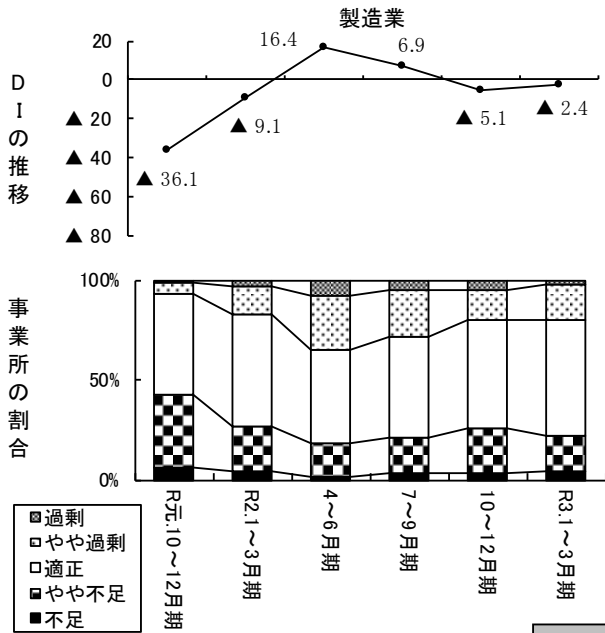 製造業
DIの推移
20
0
▲ 20
▲ 40
▲ 60
▲ 80
▲ 36.1
▲ 9.1
16.4
6.9
▲ 5.1
▲ 2.4
事業所の割合
100%
50%
0%
R元.10～12月期
R2.1～3月期
4～6月期
7～9月期
10～12月期
R3.1～3月期
過剰
やや過剰
適正
やや不足
不足